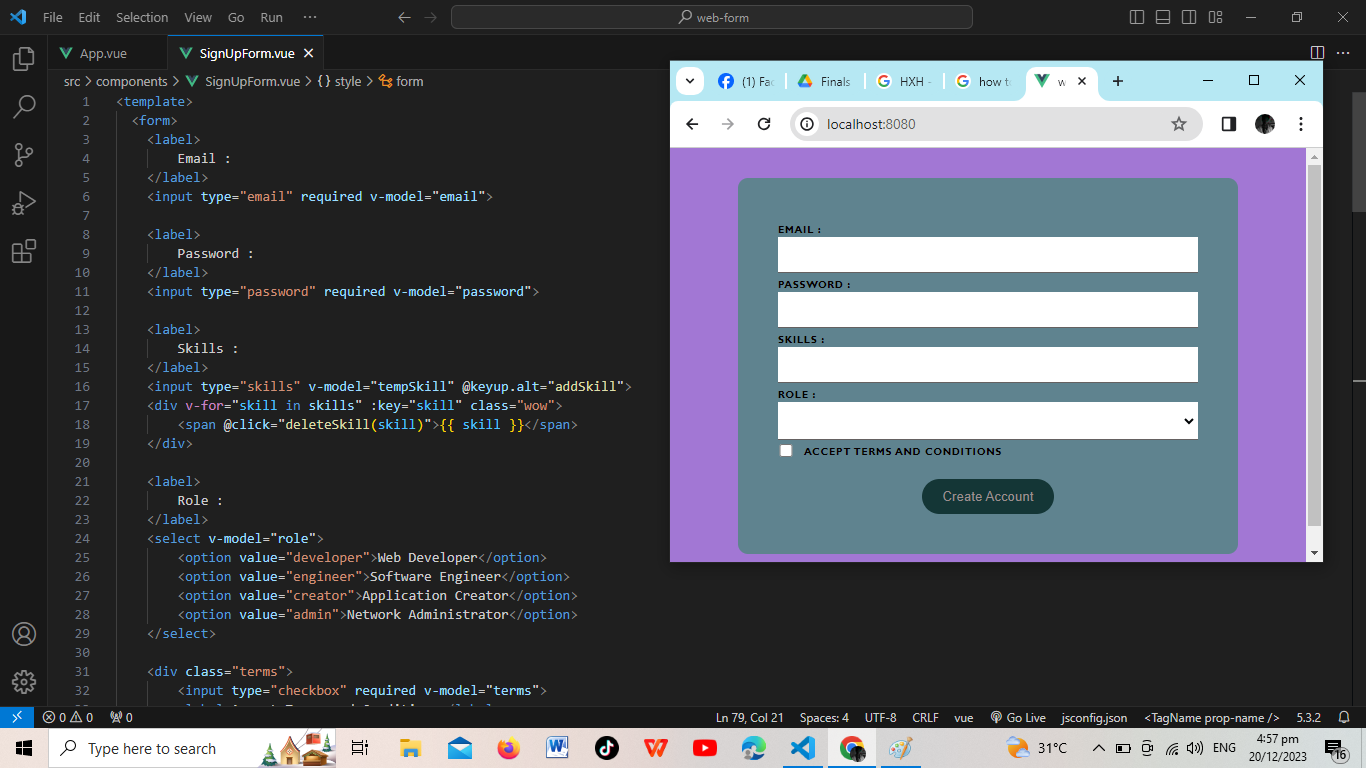 File Edit Selection View Go Run ··· web-form
App.vue SignUpForm.vue
src > components > SignUpForm.vue > {} style > form
1 <template>
2 <form>
3 <label>
4 Email :
5 </label>
6 <input type="email" required v-model="email">
7
8 <label>
9 Password :
10 </label>
11 <input type="password" required v-model="password">
12
13 <label>
14 Skills :
15 </label>
16 <input type="skills" v-model="tempSkill" @keyup.alt="addSkill">
17 <div v-for="skill in skills" :key="skill" class="wow">
18 <span @click="deleteSkill(skill)">{{ skill }}</span>
19 </div>
20
21 <label>
22 Role :
23 </label>
24 <select v-model="role">
25 <option value="developer">Web Developer</option>
26 <option value="engineer">Software Engineer</option>
27 <option value="creator">Application Creator</option>
28 <option value="admin">Network Administrator</option>
29 </select>
30
31 <div class="terms">
32 <input type="checkbox" required v-model="terms">
(1) Fac Finals HXH - how to w
localhost:8080
EMAIL :
PASSWORD :
SKILLS :
ROLE :
ACCEPT TERMS AND CONDITIONS
Create Account
0 0 0 Ln 79, Col 21 Spaces: 4 UTF-8 CRLF vue Go Live jsconfig.json <TagName prop-name /> 5.3.2
Type here to search 31°C ENG 4:57 pm
20/12/2023 16